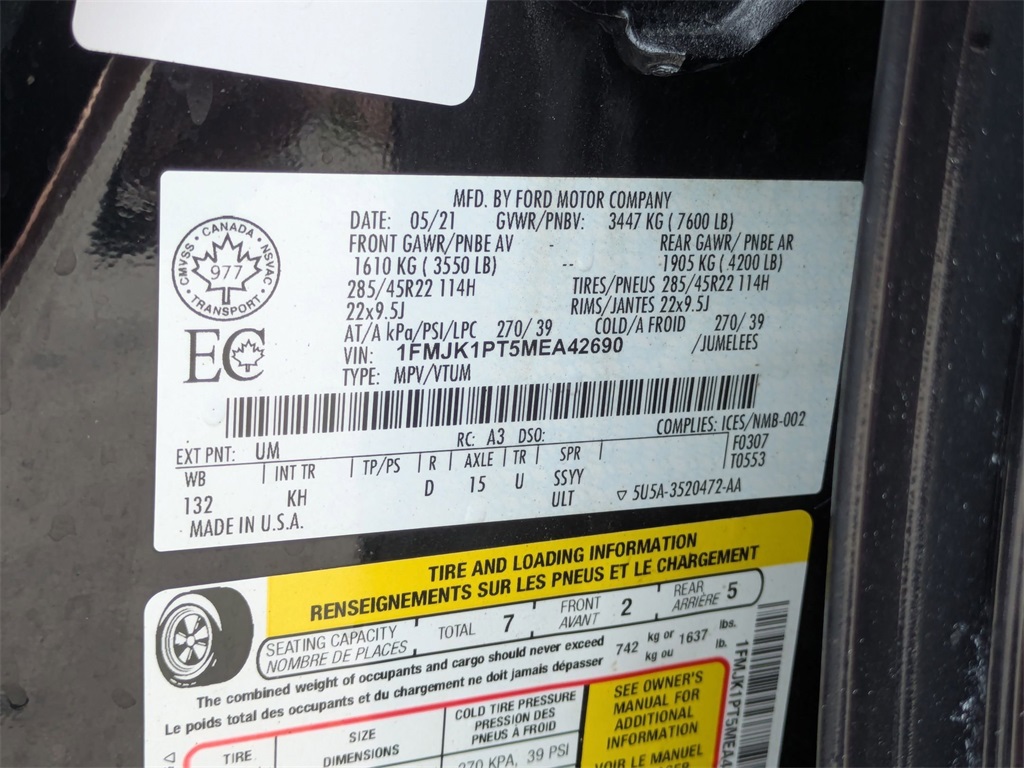 MFD. BY FORD MOTOR COMPANY
DATE: 05/21 GVWR/PNBV: 3447 KG ( 7600 LB)
FRONT GAWR/PNBE AV REAR GAWR/ PNBE AR
1610 KG ( 3550 LB) -- 1905 KG ( 4200 LB)
285/45R22 114H TIRES/PNEUS 285/45R22 114H
22x9.5J RIMS/JANTES 22x9.5J
AT/A kPa/PSI/LPC 270/ 39 COLD/A FROID 270/ 39
VIN: 1FMJK1PT5MEA42690 /JUMELEES
TYPE: MPV/VTUM
CMVSS · CANADA · NSVAC · TRANSPORT ·
977
EC
COMPLIES: ICES/NMB-002
EXT PNT: UM RC: A3 DSO:
F0307
T0553
WB INT TR TP/PS R AXLE TR SPR
132 KH D 15 U SSYY
ULT
MADE IN U.S.A. ▽ 5U5A-3520472-AA
TIRE AND LOADING INFORMATION
RENSEIGNEMENTS SUR LES PNEUS ET LE CHARGEMENT
SEATING CAPACITY
NOMBRE DE PLACES
TOTAL 7
FRONT
AVANT
2
REAR
ARRIÈRE
5
The combined weight of occupants and cargo should never exceed
Le poids total des occupants et du chargement ne doit jamais dépasser
742
kg or
kg ou
1637
lbs.
lb.
TIRE
SIZE
DIMENSIONS
COLD TIRE PRESSURE
PRESSION DES
PNEUS À FROID
270 KPA, 39 PSI
SEE OWNER'S
MANUAL FOR
ADDITIONAL
INFORMATION
VOIR LE MANUEL
1FMJK1PT5MEA4